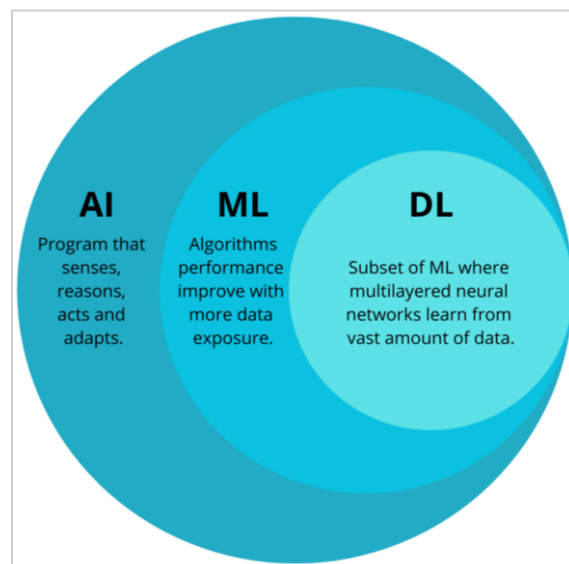 AI
Program that
senses,
reasons,
acts and
adapts.
ML
Algorithms
performance
improve with
more data
exposure.
DL
Subset of ML where
multilayered neural
networks learn from
vast amount of data.